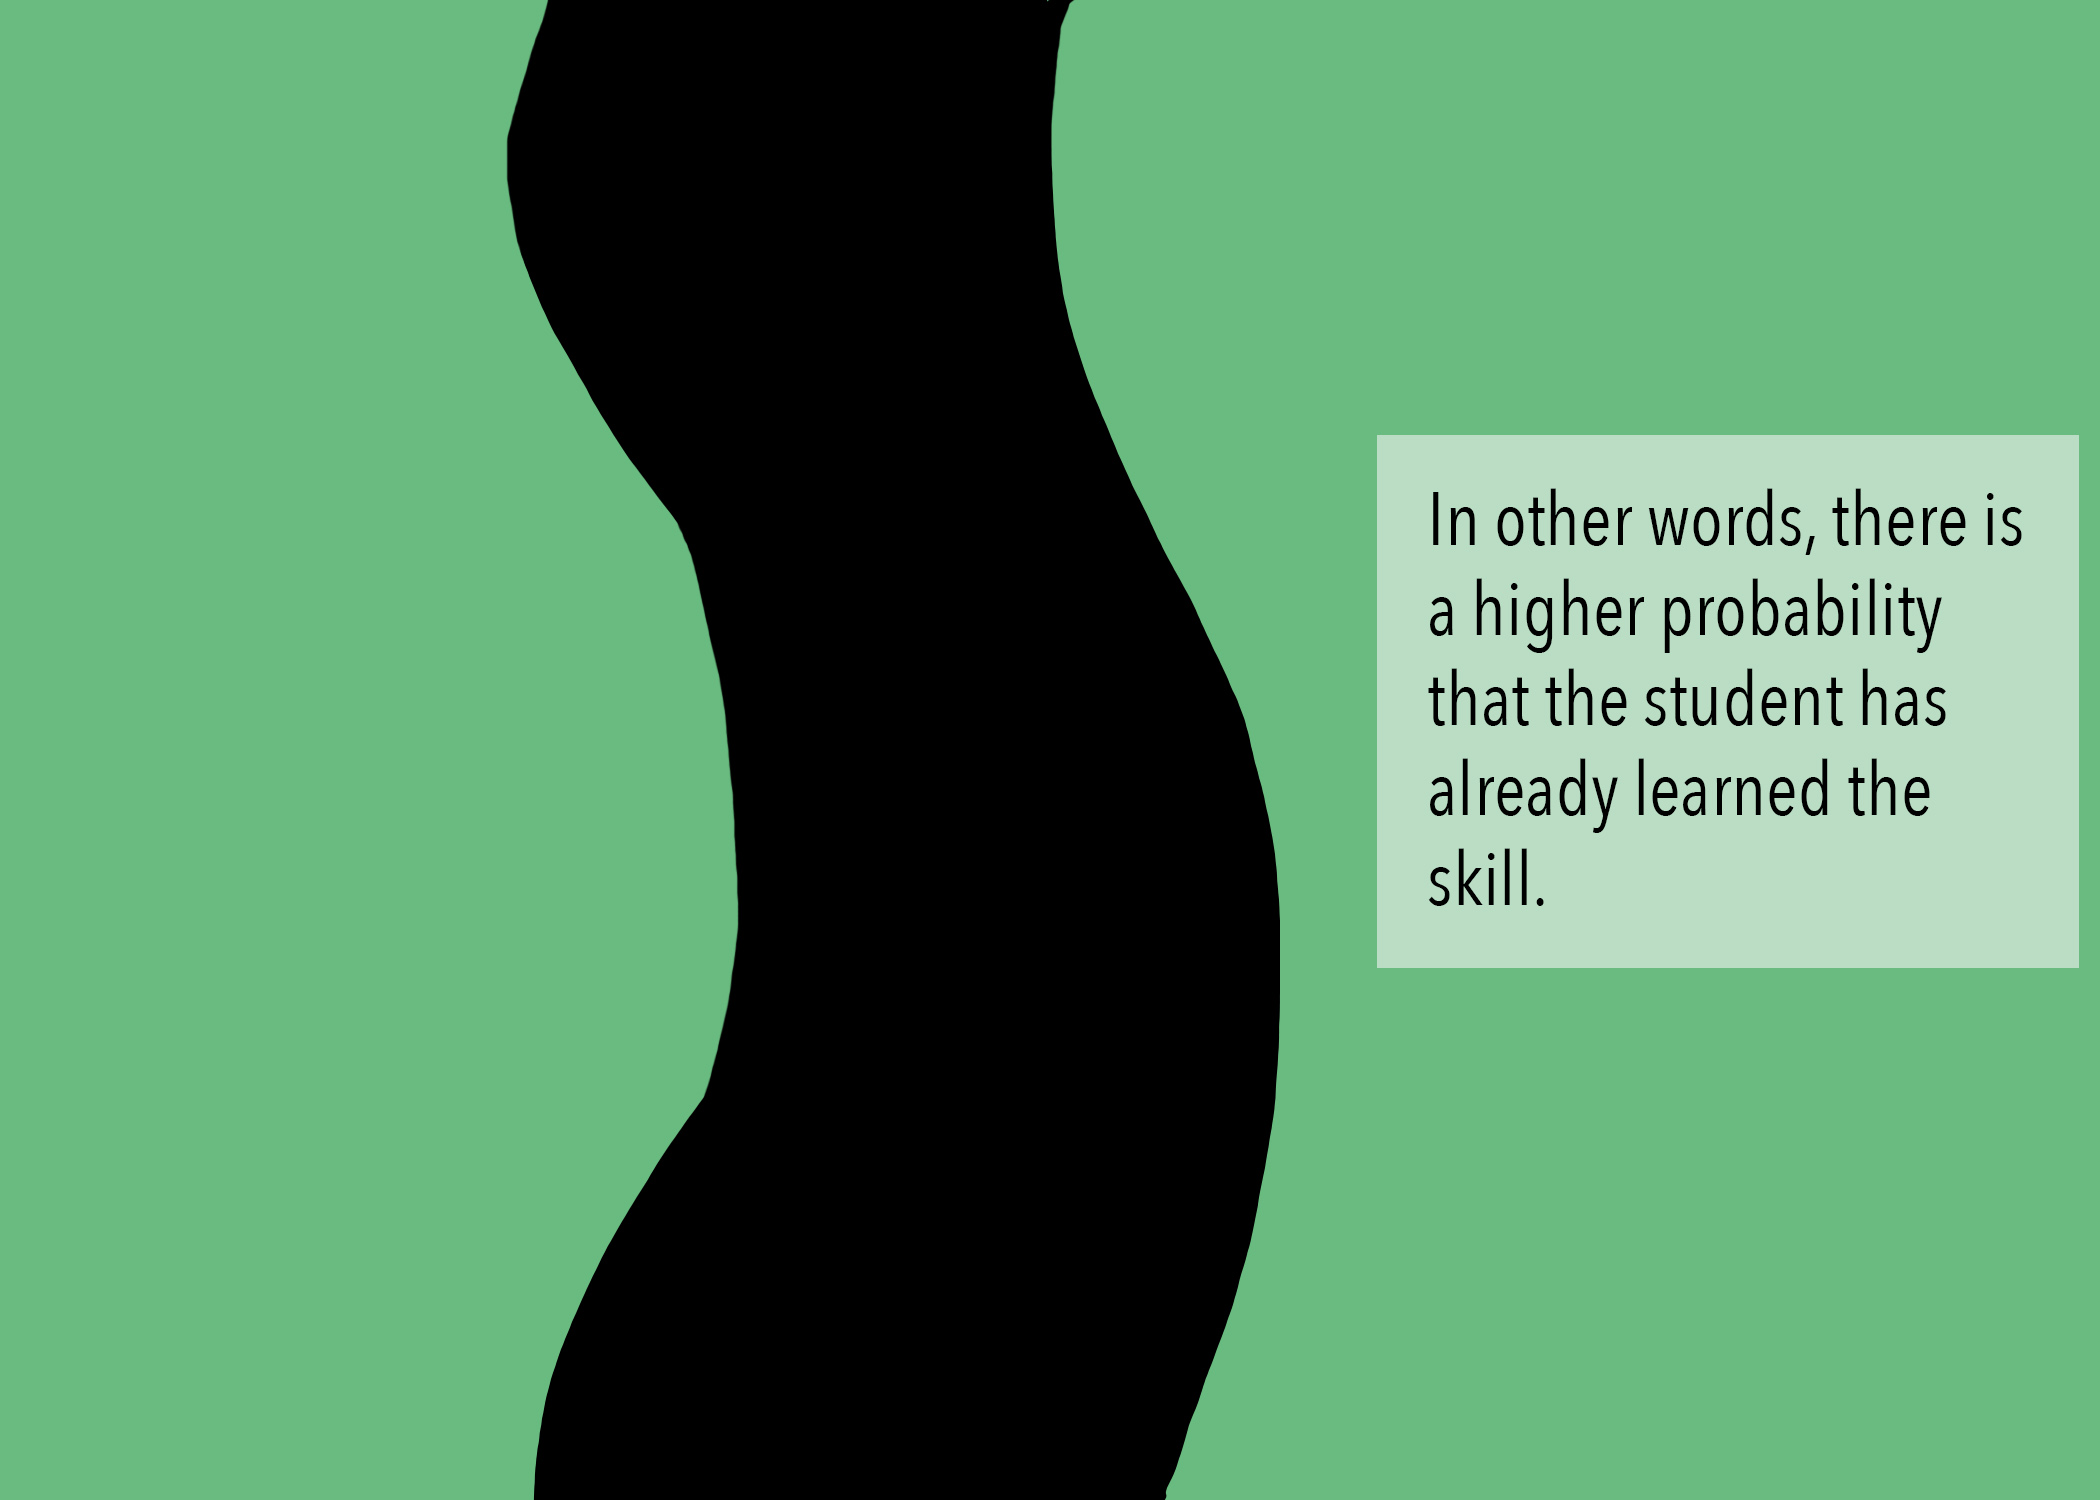 In other words, there is
a higher probability
that the student has
already learned the
skill.